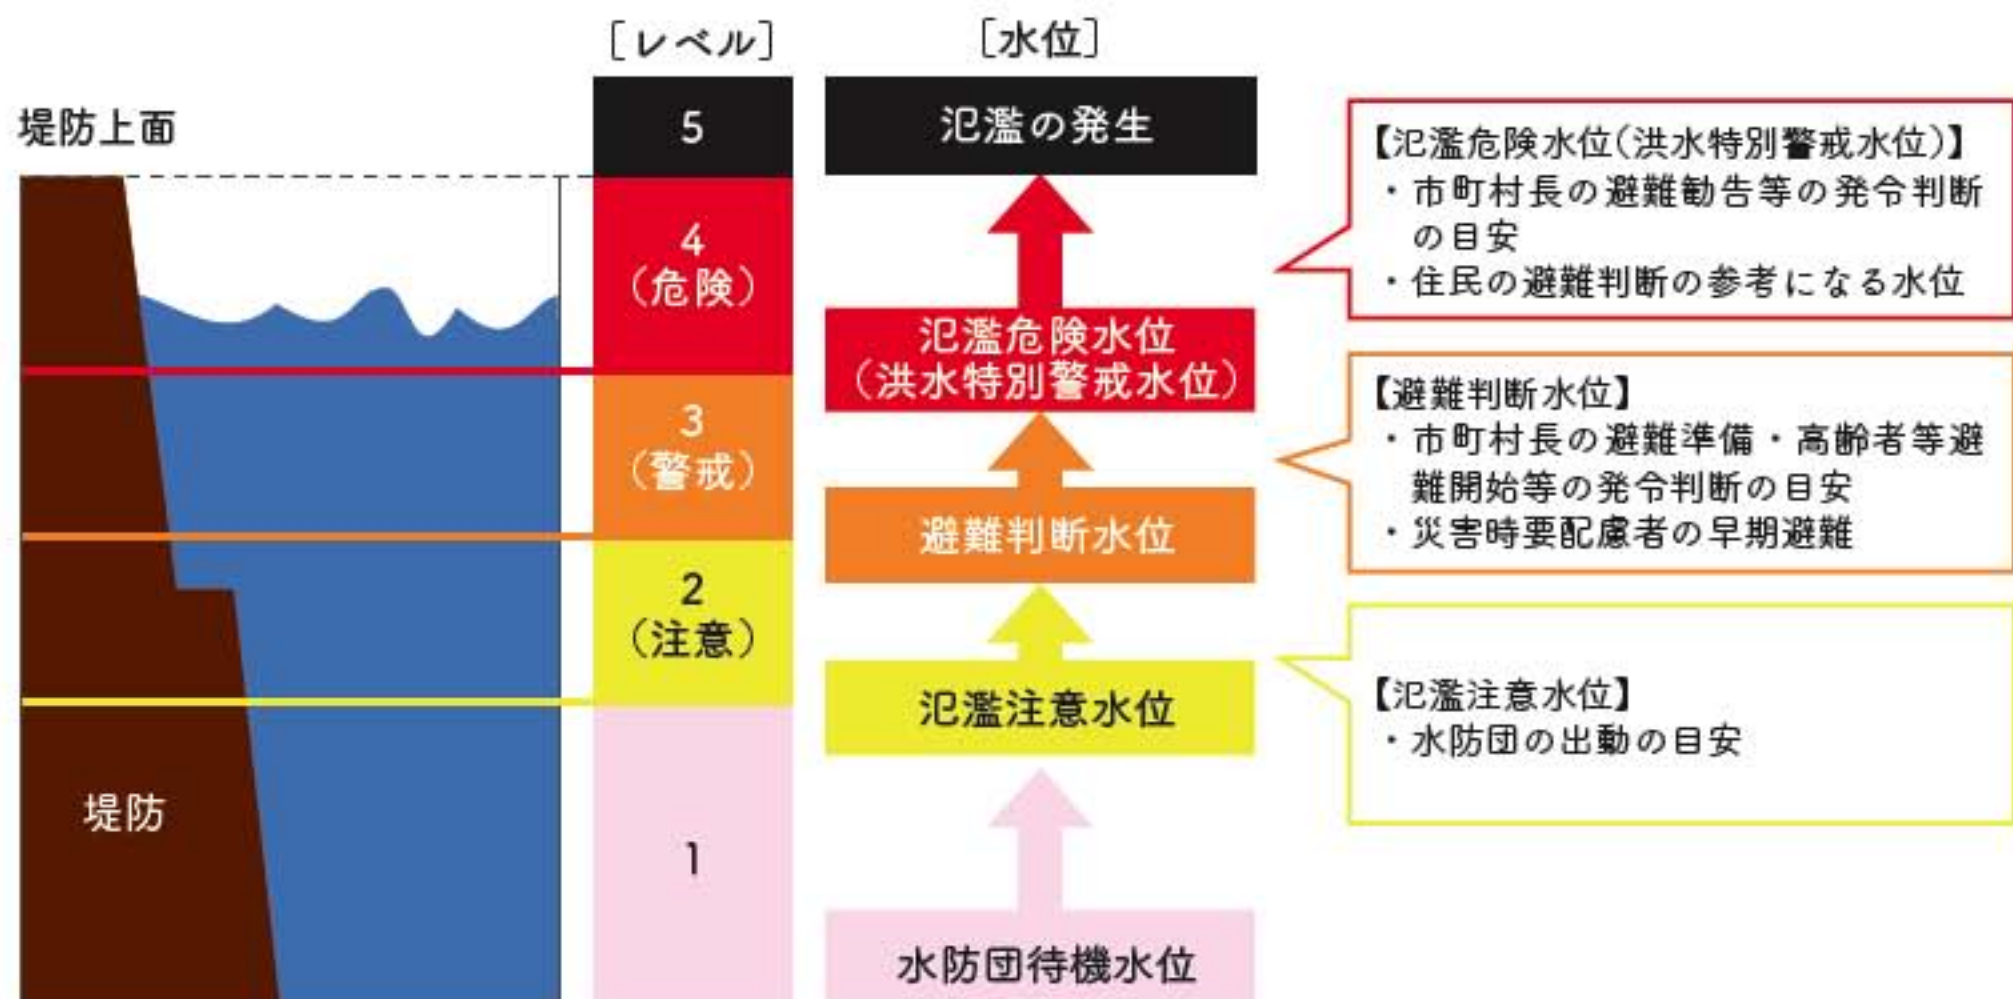 [レベル]
[水位]
堤防上面
5
氾濫の発生
4
(危険)
氾濫危険水位
(洪水特別警戒水位)
3
(警戒)
避難判断水位
2
(注意)
氾濫注意水位
堤防
1
水防団待機水位
【氾濫危険水位(洪水特別警戒水位)】
・市町村長の避難勧告等の発令判断
の目安
・住民の避難判断の参考になる水位
【避難判断水位】
・市町村長の避難準備・高齢者等避
難開始等の発令判断の目安
・災害時要配慮者の早期避難
【氾濫注意水位】
・水防団の出動の目安